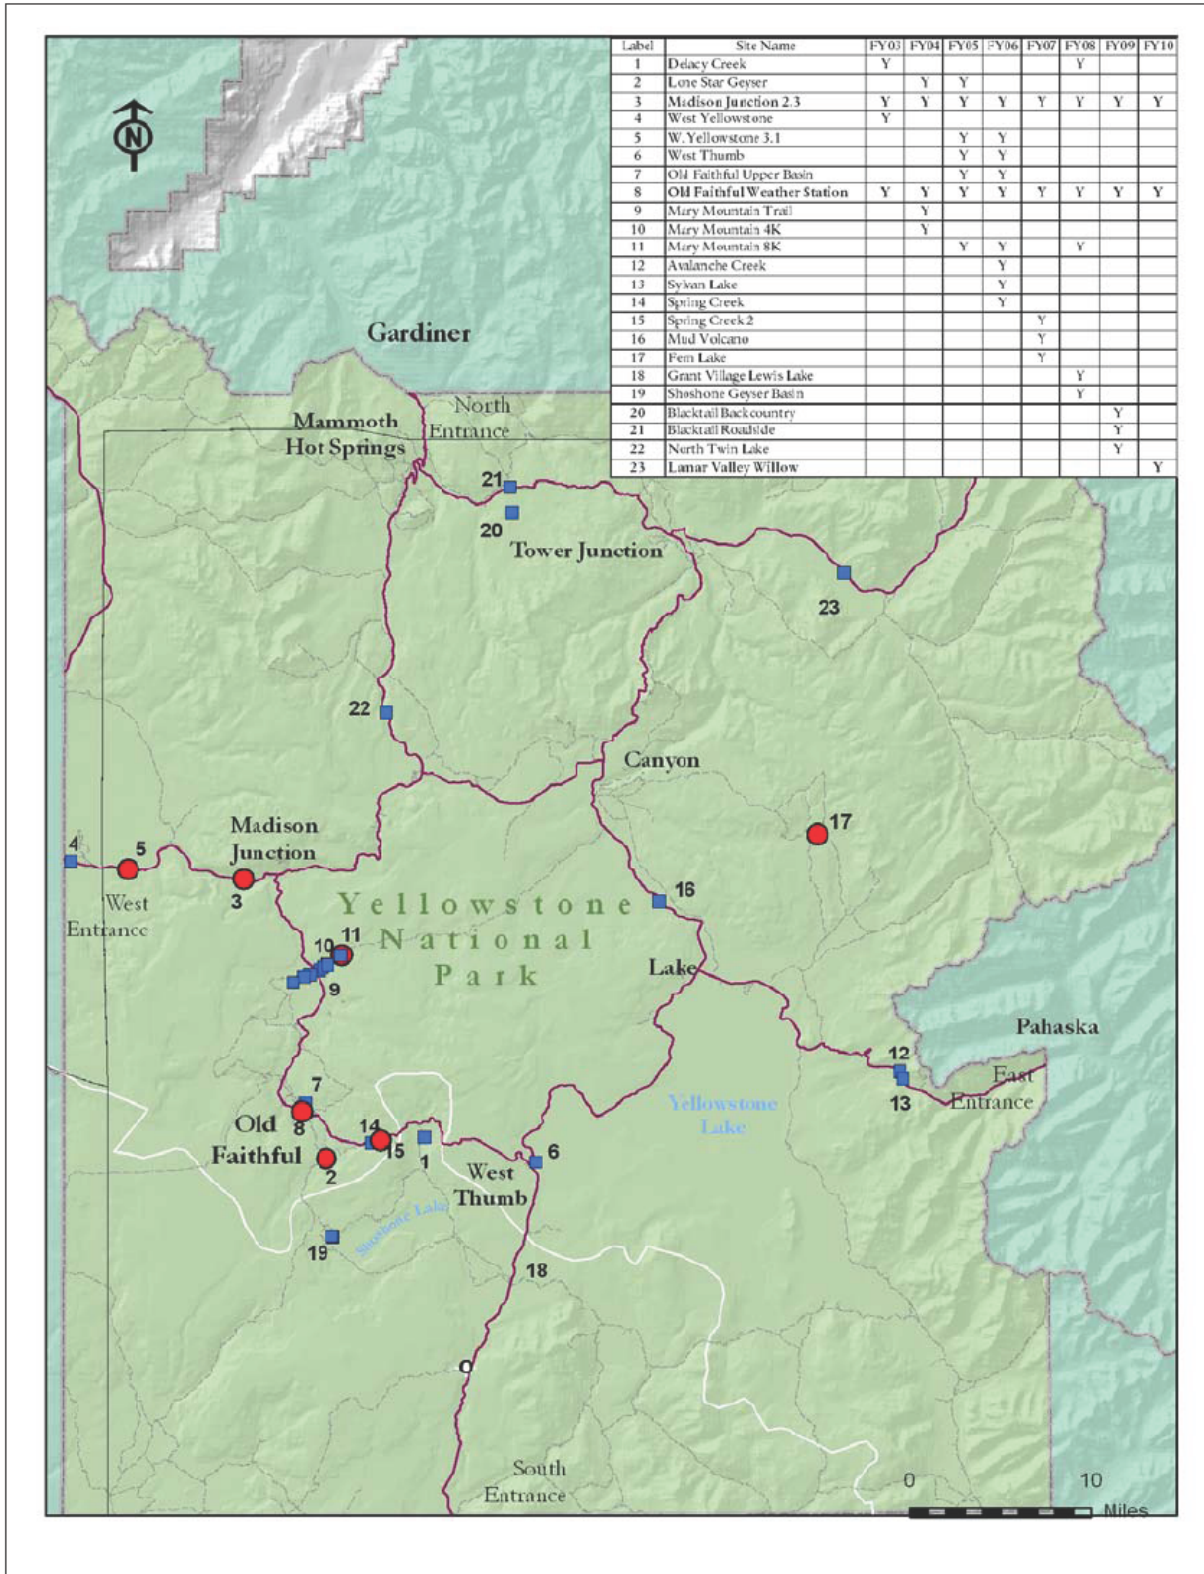 Label Site Name FY03 FY04 FY05 FY06 FY07 FY08 FY09 FY10
1 Delacy Creek Y Y
2 Lone Star Geyser Y Y
3 Madison Junction 2.3 Y Y Y Y Y Y Y Y
4 West Yellowstone Y
5 W.Yellowstone 3.1 Y Y
6 West Thumb Y Y
7 Old Faithful Upper Basin Y Y
8 Old Faithful Weather Station Y Y Y Y Y Y Y Y
9 Mary Mountain Trail Y
10 Mary Mountain 4K Y
11 Mary Mountain 8K Y Y Y
12 Avalanche Creek Y
13 Sylvan Lake Y
14 Spring Creek Y
15 Spring Creek 2 Y
16 Mud Volcano Y
17 Fern Lake Y
18 Grant Village Lewis Lake Y
19 Shoshone Geyser Basin Y
20 Blacktail Backcountry Y
21 Blacktail Roadside Y
22 North Twin Lake Y
23 Lamar Valley Willow Y
N
Gardiner
North
Entrance
Mammoth
Hot Springs
21
20
Tower Junction
23
22
Canyon
Madison
Junction
17
4
5
3
West
Entrance
16
Yellowstone
National
Park
11
10
9
Lake
Pahaska
12
13
East
Entrance
7
8
Old
Faithful
14
15
1
2
Yellowstone
Lake
6
West
Thumb
Shoshone Lake
19
18
0
South
Entrance
0 10
Miles